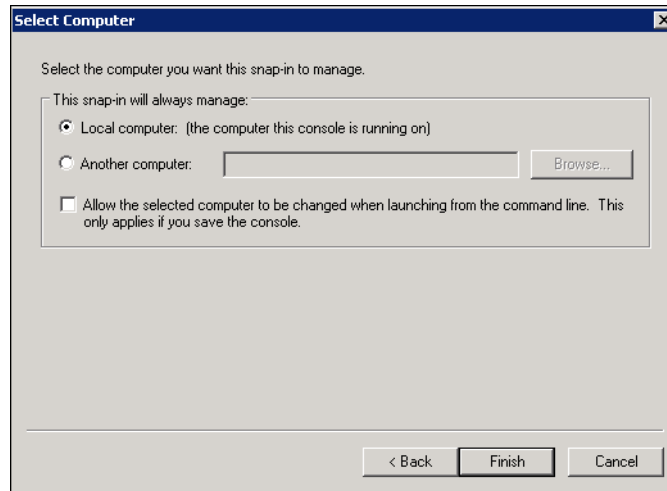 Select Computer
Select the computer you want this snap-in to manage.
This snap-in will always manage:
Local computer: (the computer this console is running on)
Another computer:
Browse...
Allow the selected computer to be changed when launching from the command line. This
only applies if you save the console.
< Back
Finish
Cancel